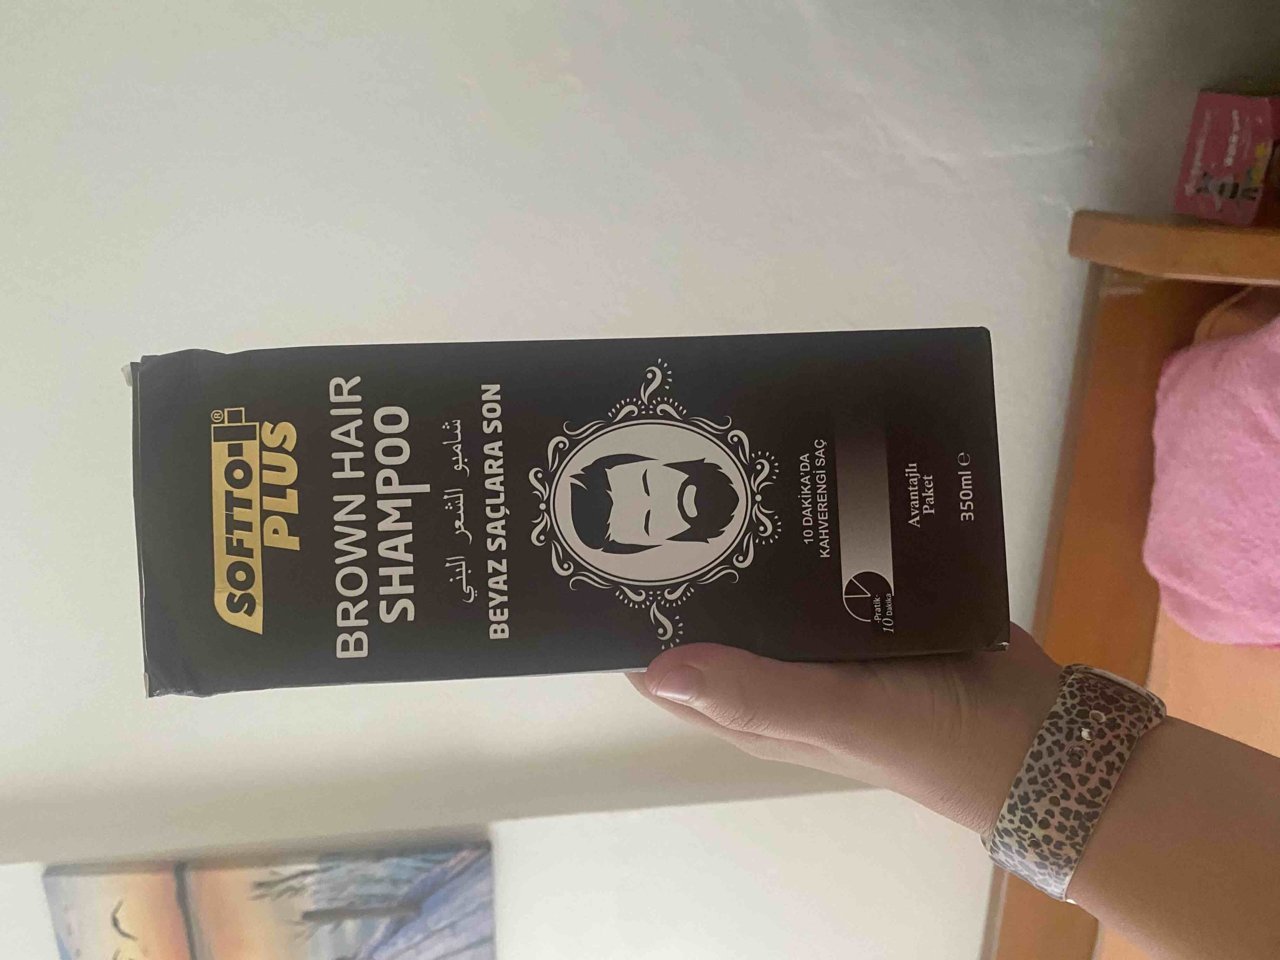 SOFTTO®
PLUS
BROWN HAIR
SHAMPOO
شامبو الشعر البني
BEYAZ SAÇLARA SON
10 DAKİKA'DA
KAHVERENGİ SAÇ
-Pratik-
10 Dakika
Avantajlı
Paket
350ml ℮